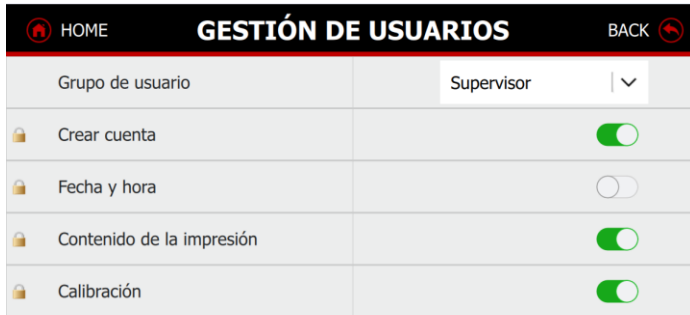 HOME GESTIÓN DE USUARIOS BACK
Grupo de usuario Supervisor
Crear cuenta
Fecha y hora
Contenido de la impresión
Calibración